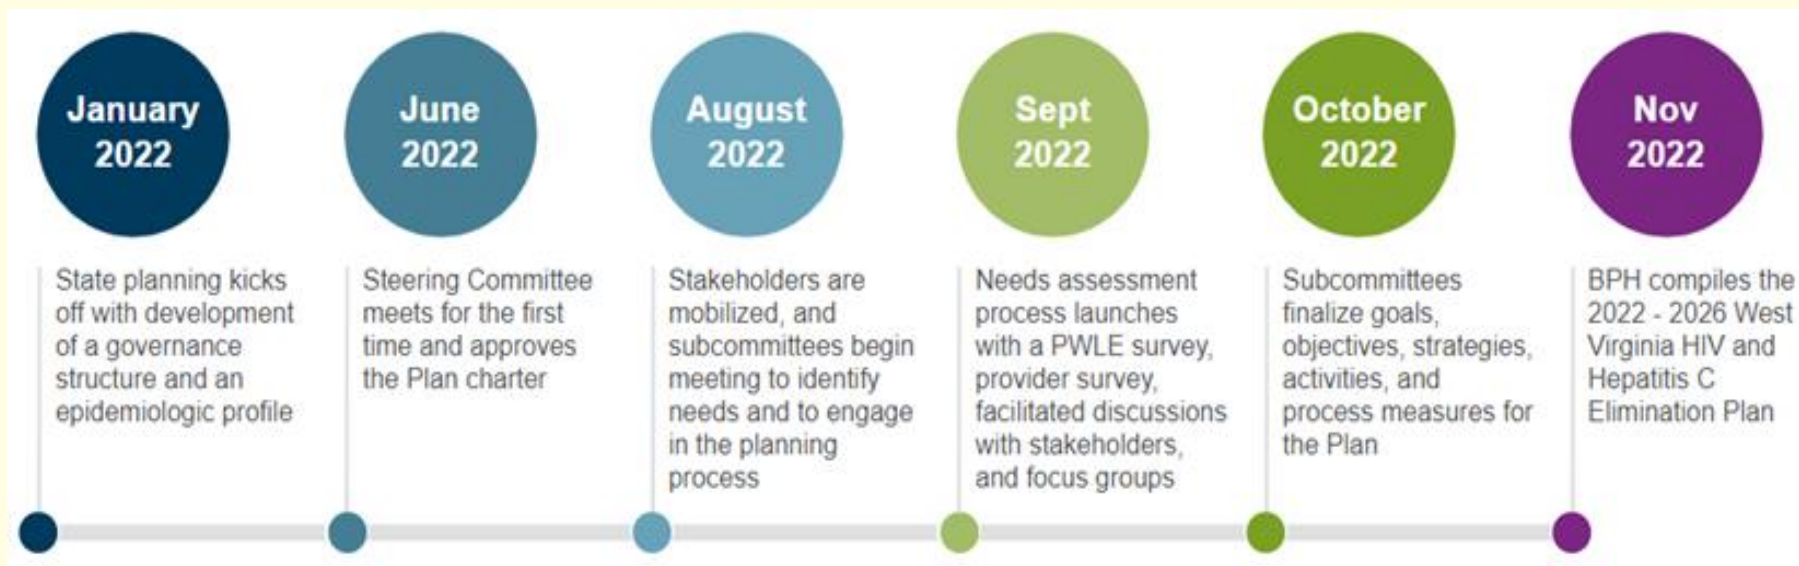 January
2022
State planning kicks
off with development
of a governance
structure and an
epidemiologic profile
June
2022
Steering Committee
meets for the first
time and approves
the Plan charter
August
2022
Stakeholders are
mobilized, and
subcommittees begin
meeting to identify
needs and to engage
in the planning
process
Sept
2022
Needs assessment
process launches
with a PWLE survey,
provider survey,
facilitated discussions
with stakeholders,
and focus groups
October
2022
Subcommittees
finalize goals,
objectives, strategies,
activities, and
process measures for
the Plan
Nov
2022
BPH compiles the
2022 - 2026 West
Virginia HIV and
Hepatitis C
Elimination Plan